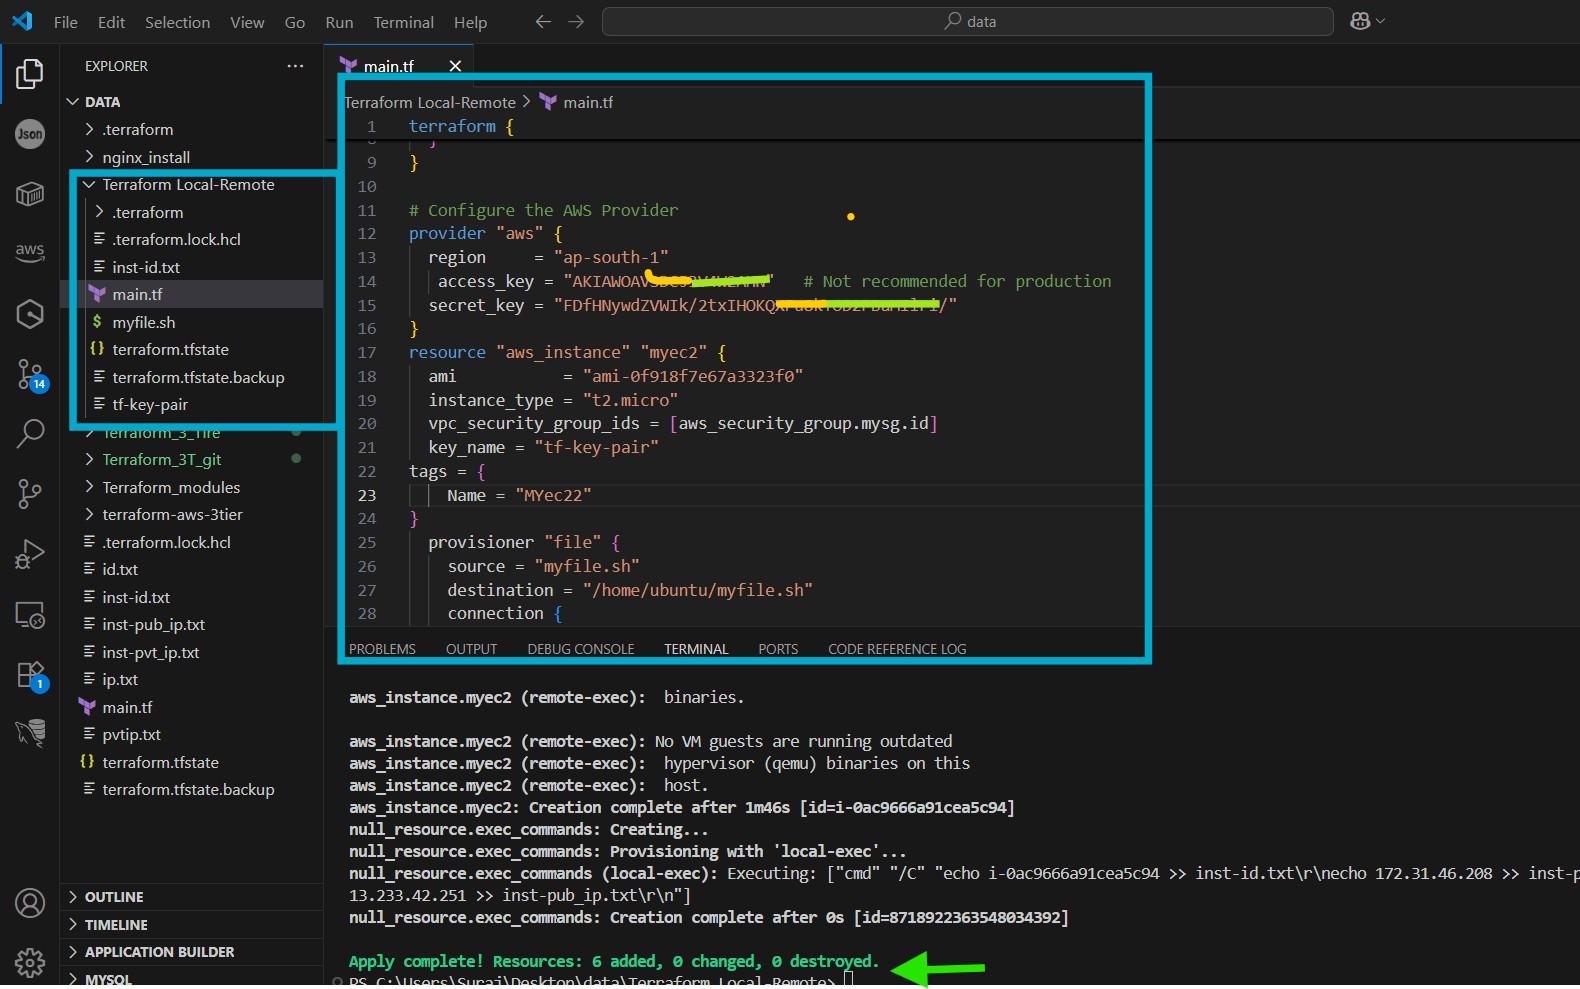 File Edit Selection View Go Run Terminal Help
data
EXPLORER
DATA
.terraform
nginx_install
Terraform Local-Remote
.terraform
.terraform.lock.hcl
inst-id.txt
main.tf
myfile.sh
terraform.tfstate
terraform.tfstate.backup
tf-key-pair
Terraform_3_Tire
Terraform_3T_git
Terraform_modules
terraform-aws-3tier
.terraform.lock.hcl
id.txt
inst-id.txt
inst-pub_ip.txt
inst-pvt_ip.txt
ip.txt
main.tf
pvtip.txt
terraform.tfstate
terraform.tfstate.backup
OUTLINE
TIMELINE
APPLICATION BUILDER
MYSQL
Json
aws
14
1
main.tf
Terraform Local-Remote > main.tf
1 terraform {
8 }
9 }
10
11 # Configure the AWS Provider
12 provider "aws" {
13 region = "ap-south-1"
14 access_key = # Not recommended for production
15 secret_key =
16 }
17 resource "aws_instance" "myec2" {
18 ami = "ami-0f918f7e67a3323f0"
19 instance_type = "t2.micro"
20 vpc_security_group_ids = [aws_security_group.mysg.id]
21 key_name = "tf-key-pair"
22 tags = {
23 Name = "MYec22"
24 }
25 provisioner "file" {
26 source = "myfile.sh"
27 destination = "/home/ubuntu/myfile.sh"
28 connection {
PROBLEMS OUTPUT DEBUG CONSOLE TERMINAL PORTS CODE REFERENCE LOG
aws_instance.myec2 (remote-exec): binaries.
aws_instance.myec2 (remote-exec): No VM guests are running outdated
aws_instance.myec2 (remote-exec): hypervisor (qemu) binaries on this
aws_instance.myec2 (remote-exec): host.
aws_instance.myec2: Creation complete after 1m46s [id=i-0ac9666a91cea5c94]
null_resource.exec_commands: Creating...
null_resource.exec_commands: Provisioning with 'local-exec'...
null_resource.exec_commands (local-exec): Executing: ["cmd" "/C" "echo i-0ac9666a91cea5c94 >> inst-id.txt\r\necho 172.31.46.208 >> inst-p
13.233.42.251 >> inst-pub_ip.txt\r\n"]
null_resource.exec_commands: Creation complete after 0s [id=8718922363548034392]
Apply complete! Resources: 6 added, 0 changed, 0 destroyed.
PS C:\Users\Suraj\Desktop\data\Terraform Local-Remote>